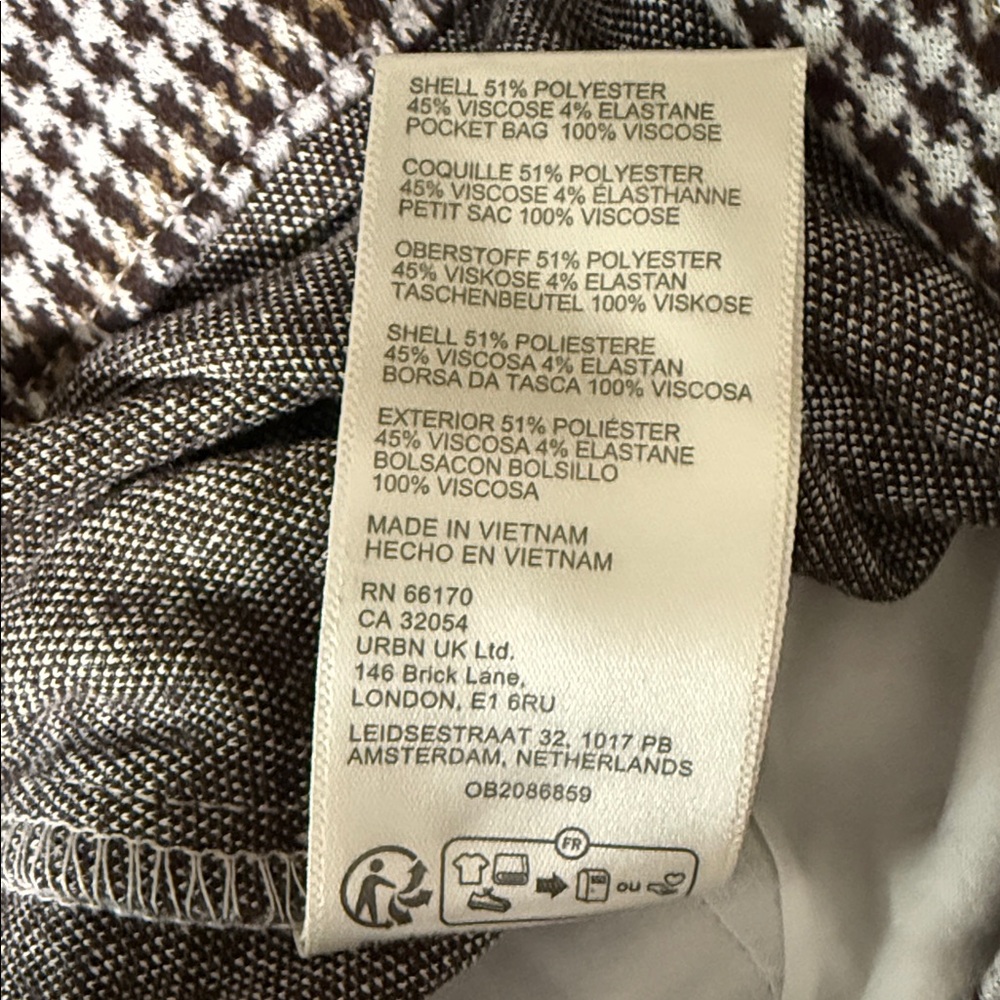 SHELL 51% POLYESTER
45% VISCOSE 4% ELASTANE
POCKET BAG 100% VISCOSE
COQUILLE 51% POLYESTER
45% VISCOSE 4% ÉLASTHANNE
PETIT SAC 100% VISCOSE
OBERSTOFF 51% POLYESTER
45% VISKOSE 4% ELASTAN
TASCHENBEUTEL 100% VISKOSE
SHELL 51% POLIESTERE
45% VISCOSA 4% ELASTAN
BORSA DA TASCA 100% VISCOSA
EXTERIOR 51% POLIÉSTER
45% VISCOSA 4% ELASTANE
BOLSACON BOLSILLO
100% VISCOSA
MADE IN VIETNAM
HECHO EN VIETNAM
RN 66170
CA 32054
URBN UK Ltd.
146 Brick Lane,
LONDON, E1 6RU
LEIDSESTRAAT 32, 1017 PB
AMSTERDAM, NETHERLANDS
OB2086859
FR
OU